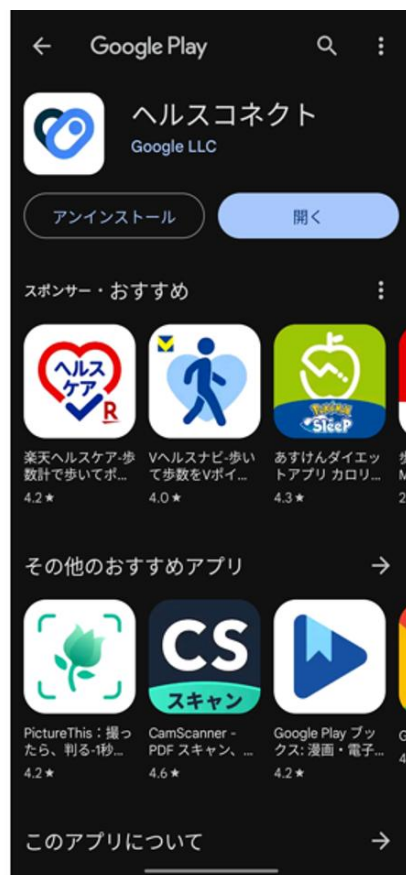 Google Play
ヘルスコネクト
Google LLC
アンインストール
開く
スポンサー・おすすめ
ヘルス
ケア
R
V
Pokémon
Sleep
楽天ヘルスケア-歩
数計で歩いてポ...
4.2★
Vヘルスナビ-歩い
て歩数をVポイ...
4.0★
あすけんダイエッ
トアプリ カロリ...
4.3★
歩
M
2
その他のおすすめアプリ
CS
スキャン
PictureThis：撮っ
たら、判る-1秒...
4.2★
CamScanner -
PDF スキャン、...
4.6★
Google Play ブッ
クス: 漫画・電子...
4.2★
G
4
このアプリについて